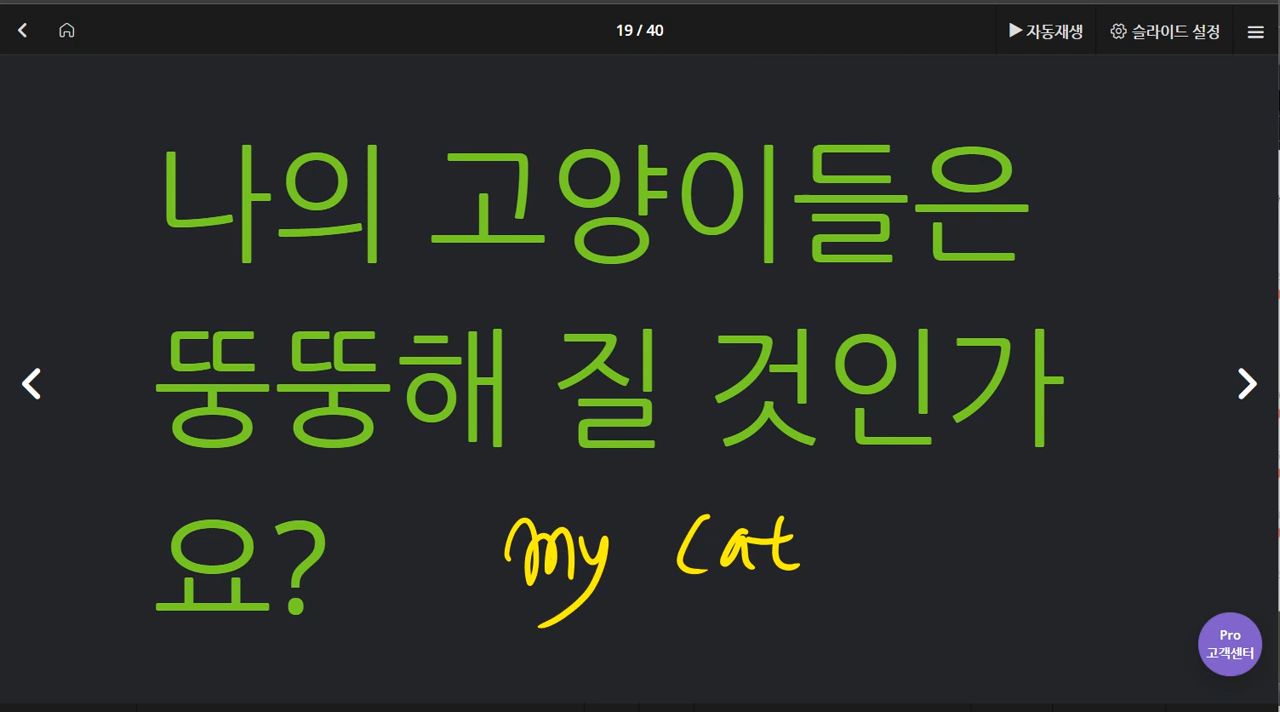 19 / 40
▶ 자동재생
슬라이드 설정
나의 고양이들은
뚱뚱해 질 것인가
요?
my cat
Pro
고객센터